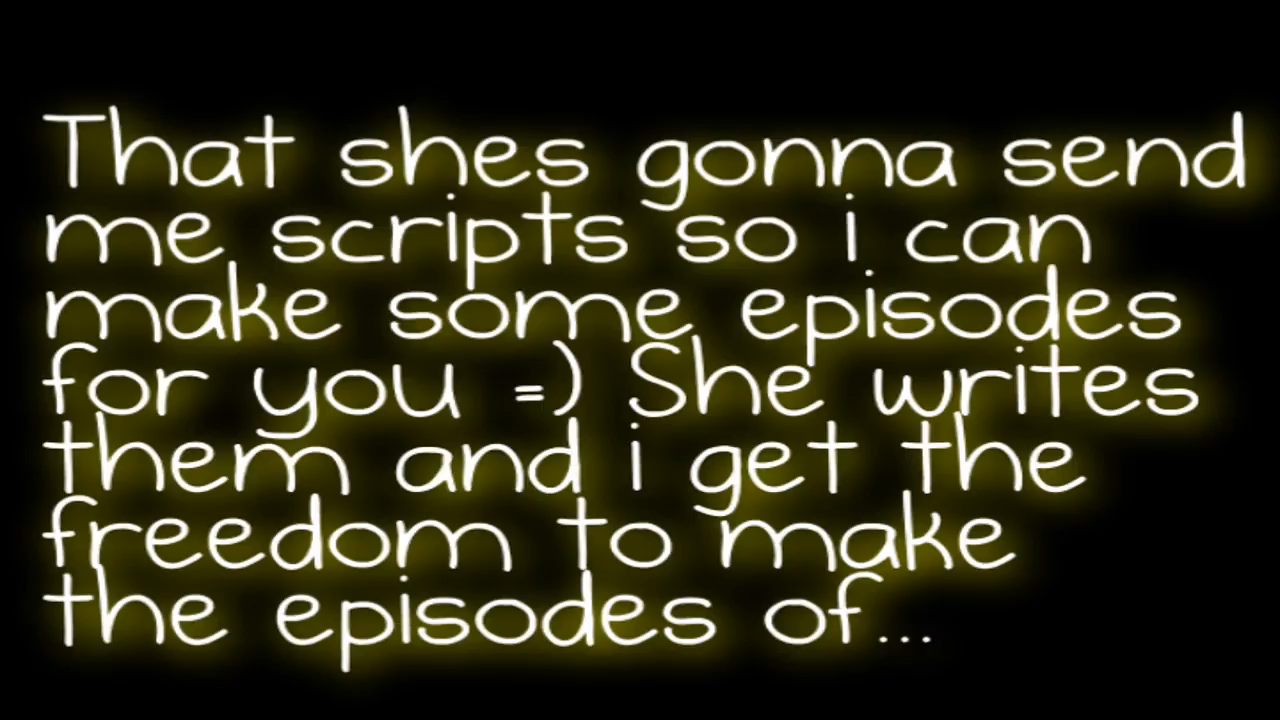 That shes gonna send
me scripts so i can
make some episodes
for you =) She writes
them and i get the
freedom to make
the episodes of...